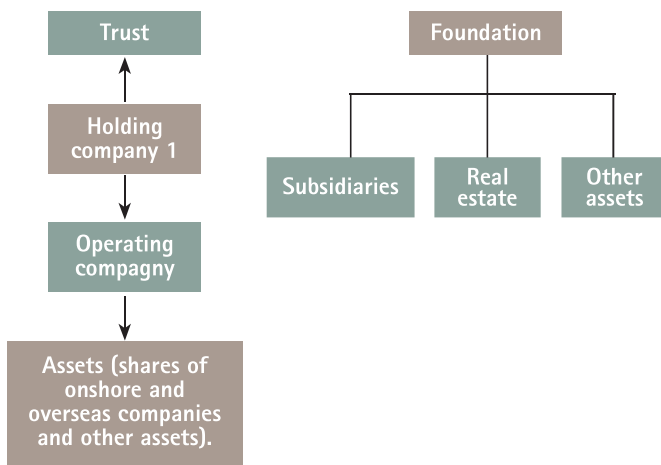 Trust
Holding
company 1
Operating
compagny
Assets (shares of
onshore and
overseas companies
and other assets).
Foundation
Subsidiaries
Real
estate
Other
assets